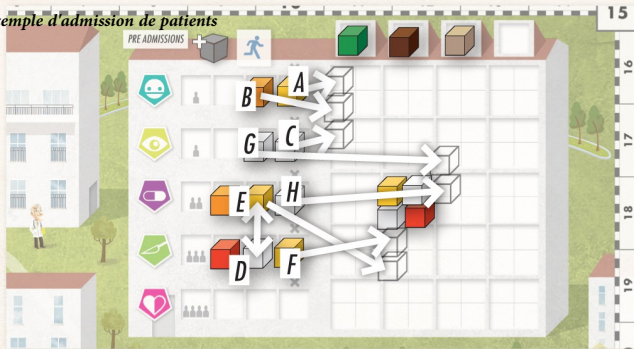 emple d'admission de patients
15
PRE ADMISSIONS +
16
A
B
17
G C
E H
18
D F
19